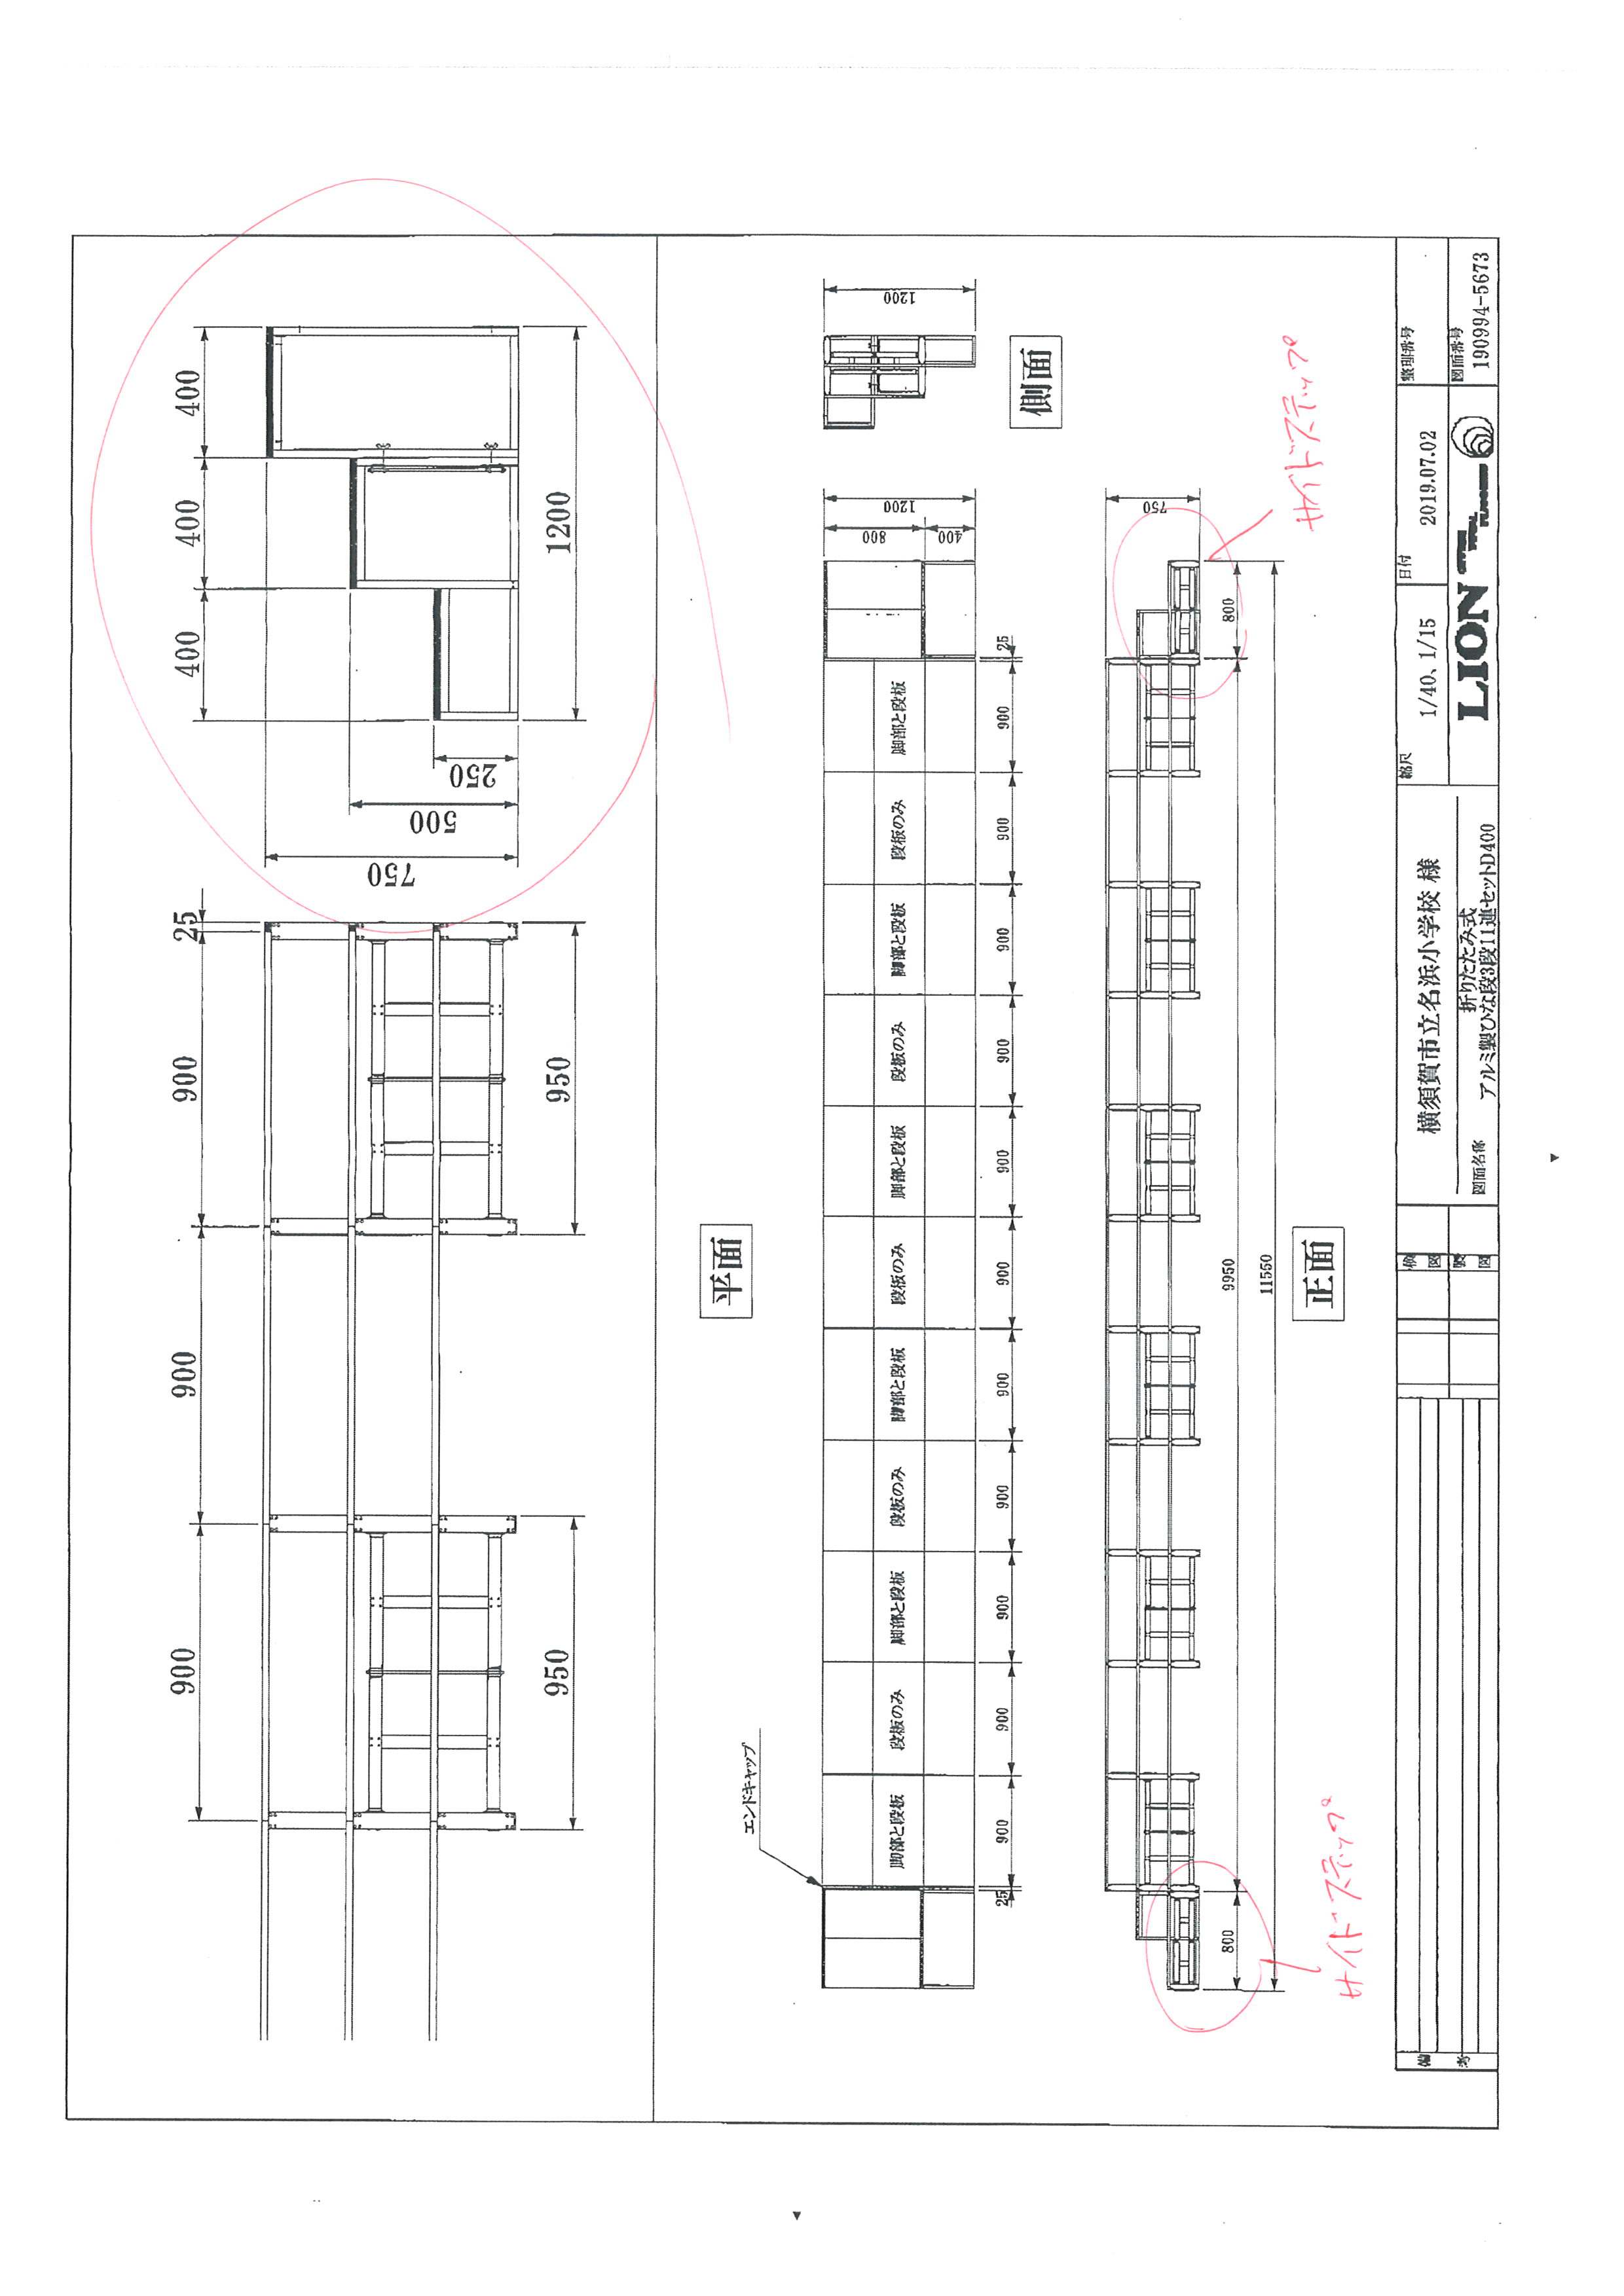 400
400
400
1200
250
500
750
25
900
900
900
950
950
平面
エンドキャップ
25
900
900
900
900
900
900
900
900
900
900
900
25
脚部と段板
段板のみ
脚部と段板
段板のみ
脚部と段板
段板のみ
脚部と段板
段板のみ
脚部と段板
段板のみ
脚部と段板
800
400
1200
側面
1200
正面
750
800
9950
800
11550
サイドステップ
サイドステップ
備考
検図
製図
横須賀市立名浜小学校 様
図面名称
折りたたみ式
アルミ製ひな段3段11連セットD400
縮尺
1/40、1/15
日付
2019.07.02
整理番号
LION
図面番号
190994-5673